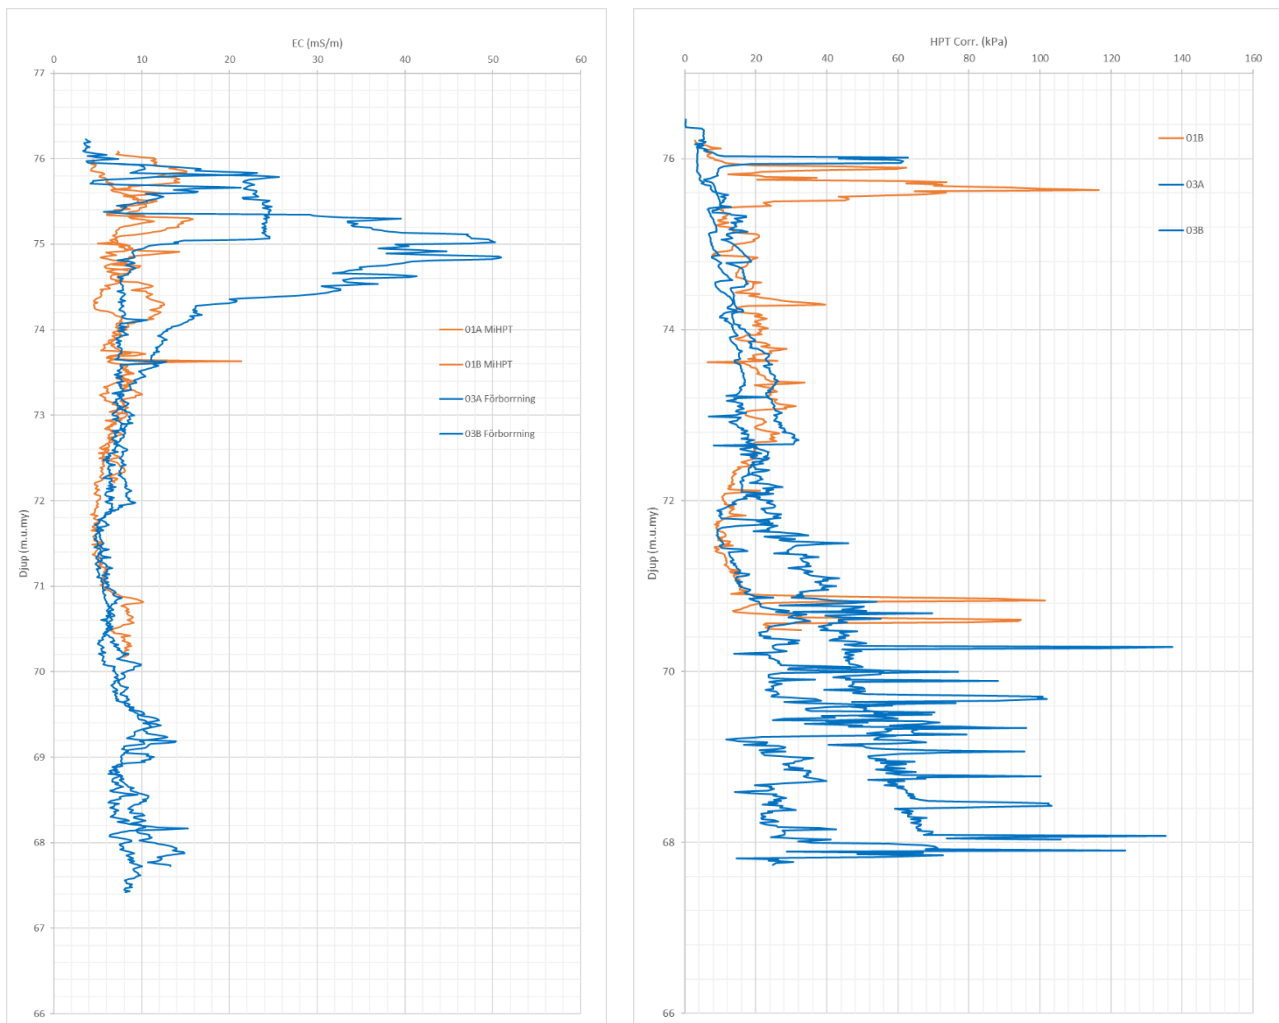 EC (mS/m)
0 10 20 30 40 50 60
77
76
75
74
73
72
71
70
69
68
67
66
Djup (m.u.my)
01A MiHPT
01B MiHPT
03A Förborrning
03B Förborrning
HPT Corr. (kPa)
0 20 40 60 80 100 120 140 160
76
74
72
70
68
66
Djup (m.u.my)
01B
03A
03B